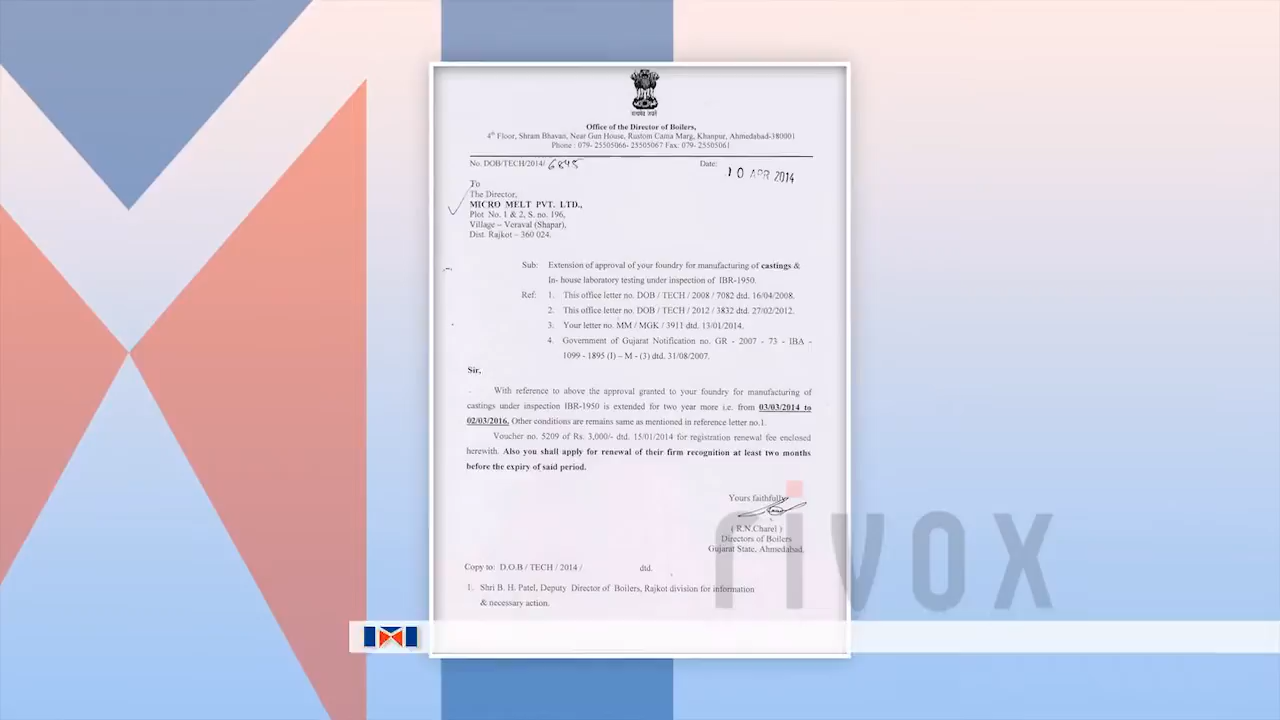 सत्यमेव जयते
Office of the Director of Boilers,
4th Floor, Shram Bhavan, Near Gun House, Rustom Cama Marg, Khanpur, Ahmedabad-380001
Phone : 079- 25505066- 25505067 Fax: 079- 25505061
No. DOB/TECH/2014/ 6845
Date: 10 APR 2014
To
The Director,
MICRO MELT PVT. LTD.,
Plot No. 1 & 2, S. no. 196,
Village – Veraval (Shapar),
Dist. Rajkot – 360 024.
Sub: Extension of approval of your foundry for manufacturing of castings &
In- house laboratory testing under inspection of IBR-1950.
Ref: 1. This office letter no. DOB / TECH / 2008 / 7082 dtd. 16/04/2008.
2. This office letter no. DOB / TECH / 2012 / 3832 dtd. 27/02/2012.
3. Your letter no. MM / MGK / 3911 dtd. 13/01/2014.
4. Government of Gujarat Notification no. GR - 2007 - 73 - IBA -
1099 - 1895 (I) – M - (3) dtd. 31/08/2007.
Sir,
With reference to above the approval granted to your foundry for manufacturing of
castings under inspection IBR-1950 is extended for two year more i.e. from 03/03/2014 to
02/03/2016. Other conditions are remains same as mentioned in reference letter no.1.
Voucher no. 5209 of Rs. 3,000/- dtd. 15/01/2014 for registration renewal fee enclosed
herewith. Also you shall apply for renewal of their firm recognition at least two months
before the expiry of said period.
Yours faithfully
( R.N.Charel )
Directors of Boilers
Gujarat State, Ahmedabad.
rivox
Copy to: D.O.B / TECH / 2014 / dtd.
1. Shri B. H. Patel, Deputy Director of Boilers, Rajkot division for information
& necessary action.